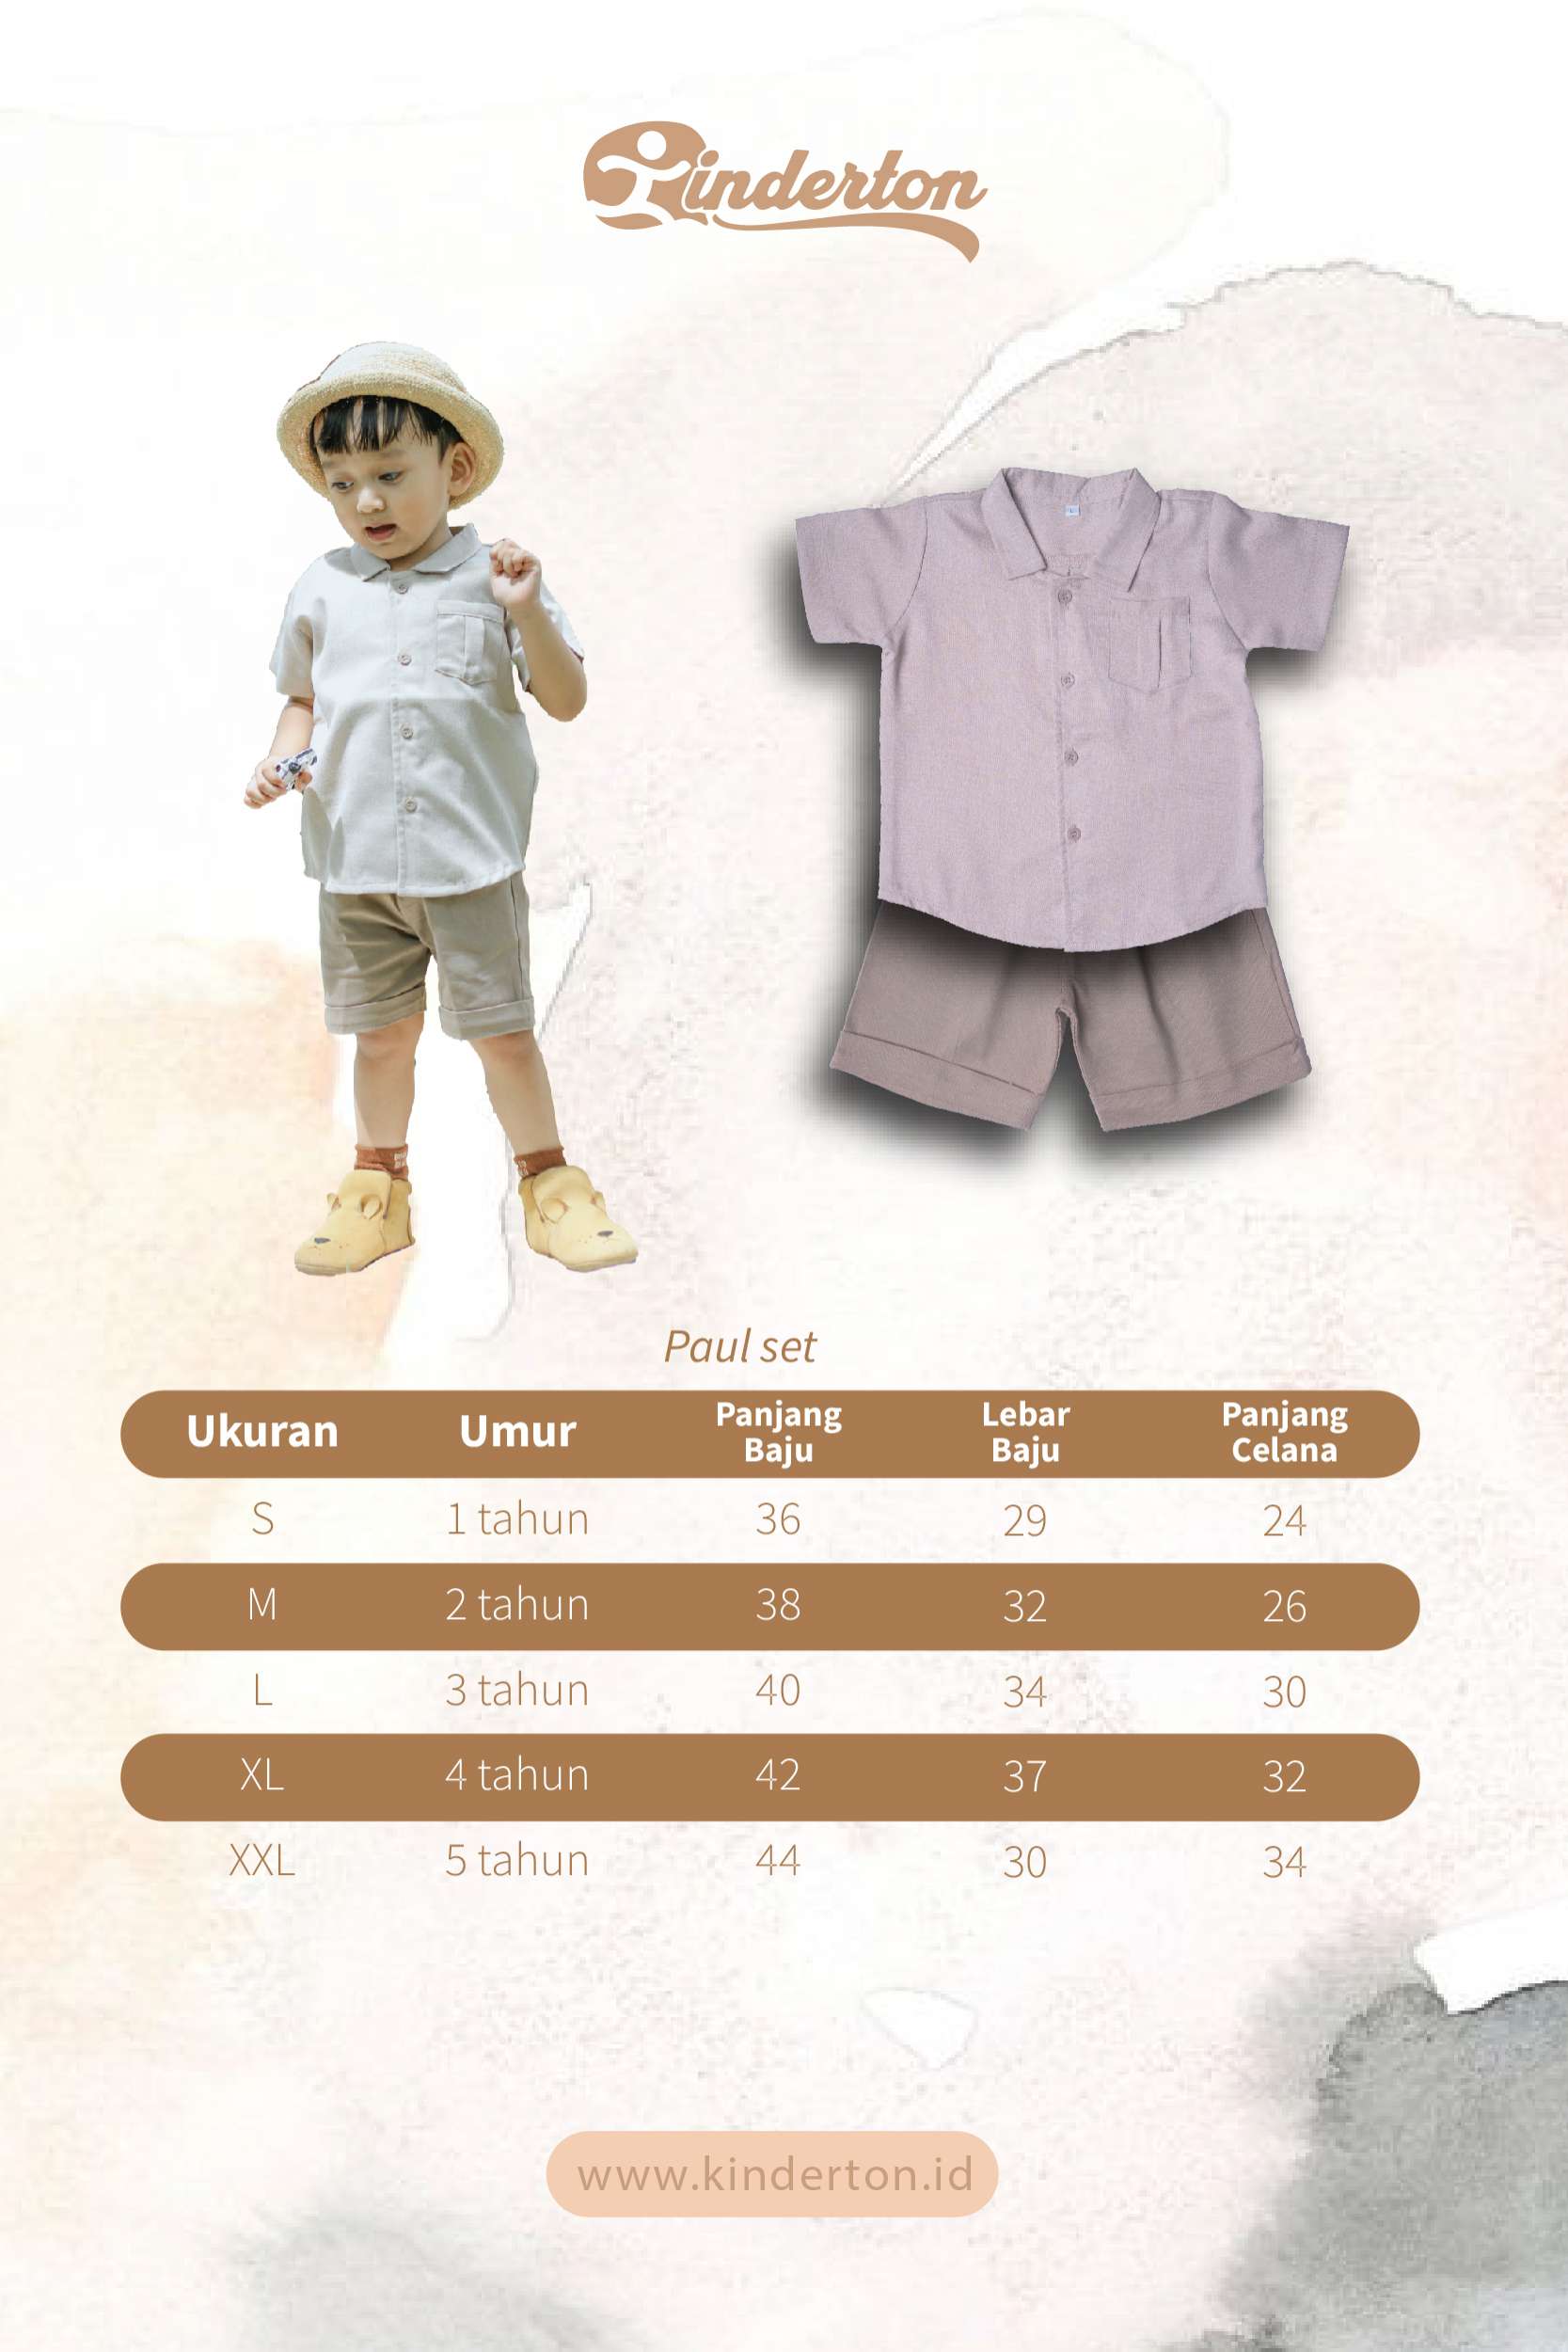 Kinderton
Paul set
Ukuran Umur Panjang Baju Lebar Baju Panjang Celana
S 1 tahun 36 29 24
M 2 tahun 38 32 26
L 3 tahun 40 34 30
XL 4 tahun 42 37 32
XXL 5 tahun 44 30 34
www.kinderton.id